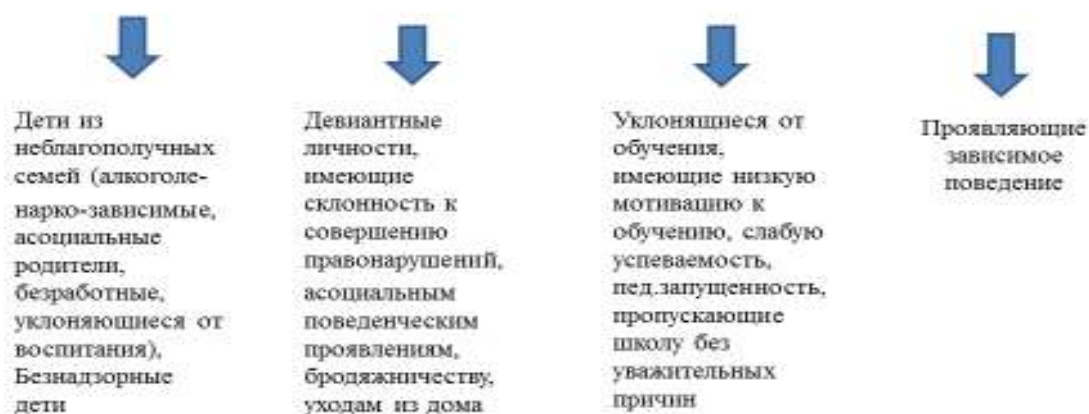 Дети из
неблагополучных
семей (алкоголе-
нарко-зависимые,
асоциальные
родители,
безработные,
уклоняющиеся от
воспитания),
Безнадзорные
дети
Девиантные
личности,
имеющие
склонность к
совершению
правонарушений,
асоциальным
поведенческим
проявлениям,
бродяжничеству,
уходам из дома
Уклонящиеся от
обучения,
имеющие низкую
мотивацию к
обучению, слабую
успеваемость,
пед.запущенность,
пропускающие
школу без
уважительных
причин
Проявляющие
зависимое
поведение